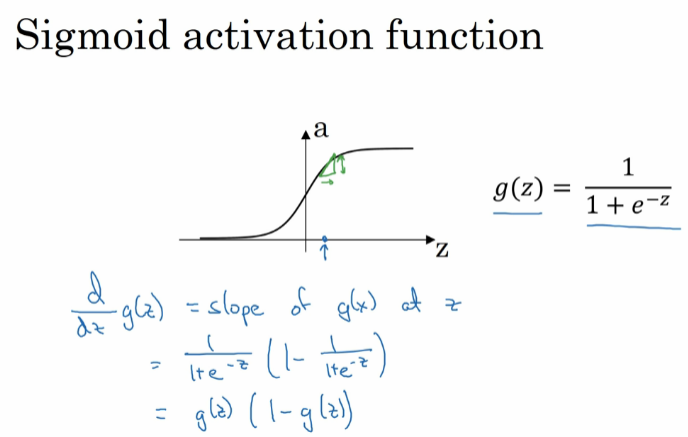 Sigmoid activation function
a
g(z) = 1 / (1 + e^{-z})
z
d/dz g(z) = slope of g(x) at z
= 1/(1+e^{-z}) (1 - 1/(1+e^{-z}))
= g(z) (1 - g(z))